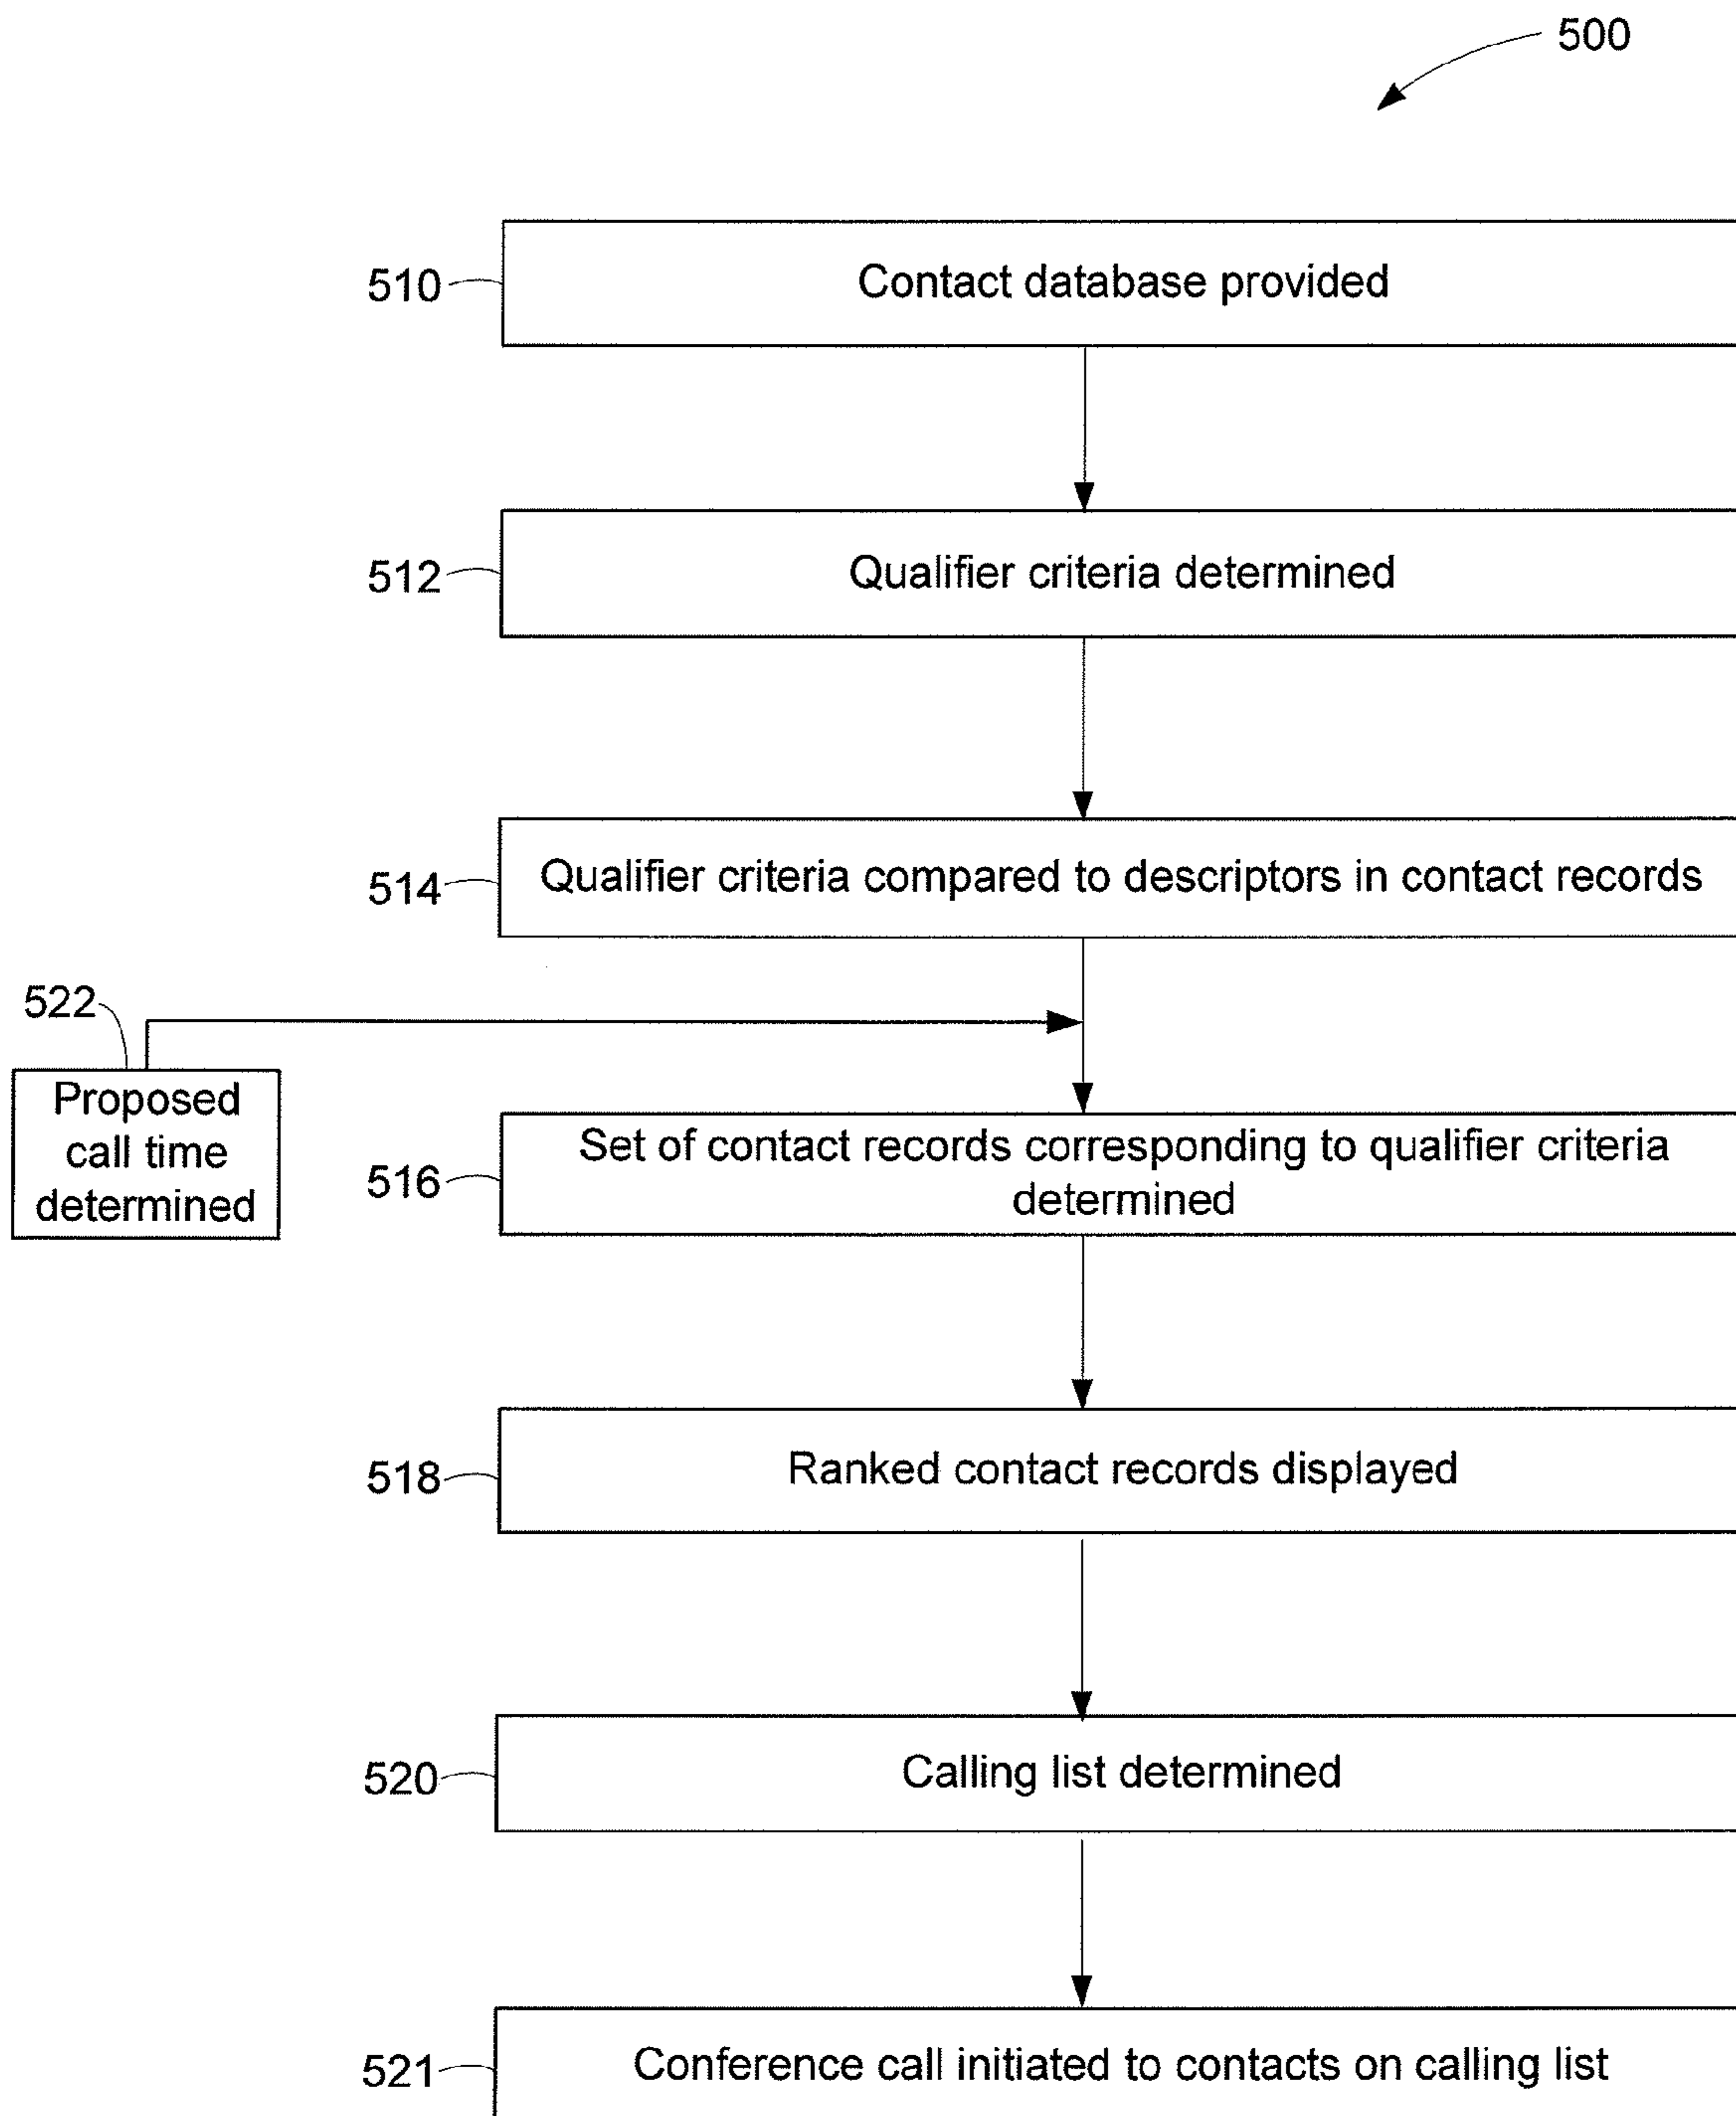 500
510
Contact database provided
512
Qualifier criteria determined
514
Qualifier criteria compared to descriptors in contact records
522
Proposed
call time
determined
516
Set of contact records corresponding to qualifier criteria
determined
518
Ranked contact records displayed
520
Calling list determined
521
Conference call initiated to contacts on calling list